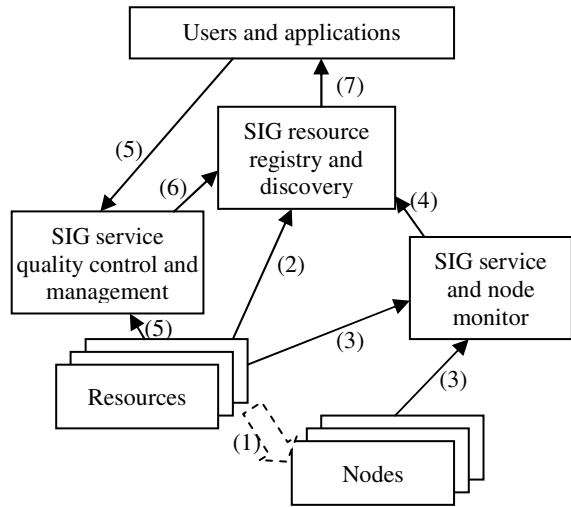 Users and applications
(7)
SIG resource
registry and
discovery
(5)
(6)
(4)
SIG service
quality control and
management
(2)
SIG service
and node
monitor
(5)
(3)
(3)
Resources
(1)
Nodes